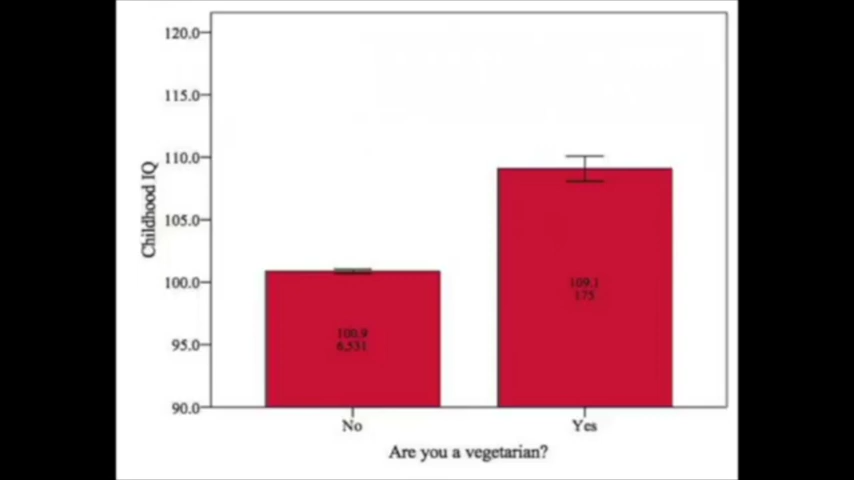 120.0
115.0
110.0
105.0
100.0
95.0
90.0
Childhood IQ
100.9
6,531
109.1
175
No
Yes
Are you a vegetarian?